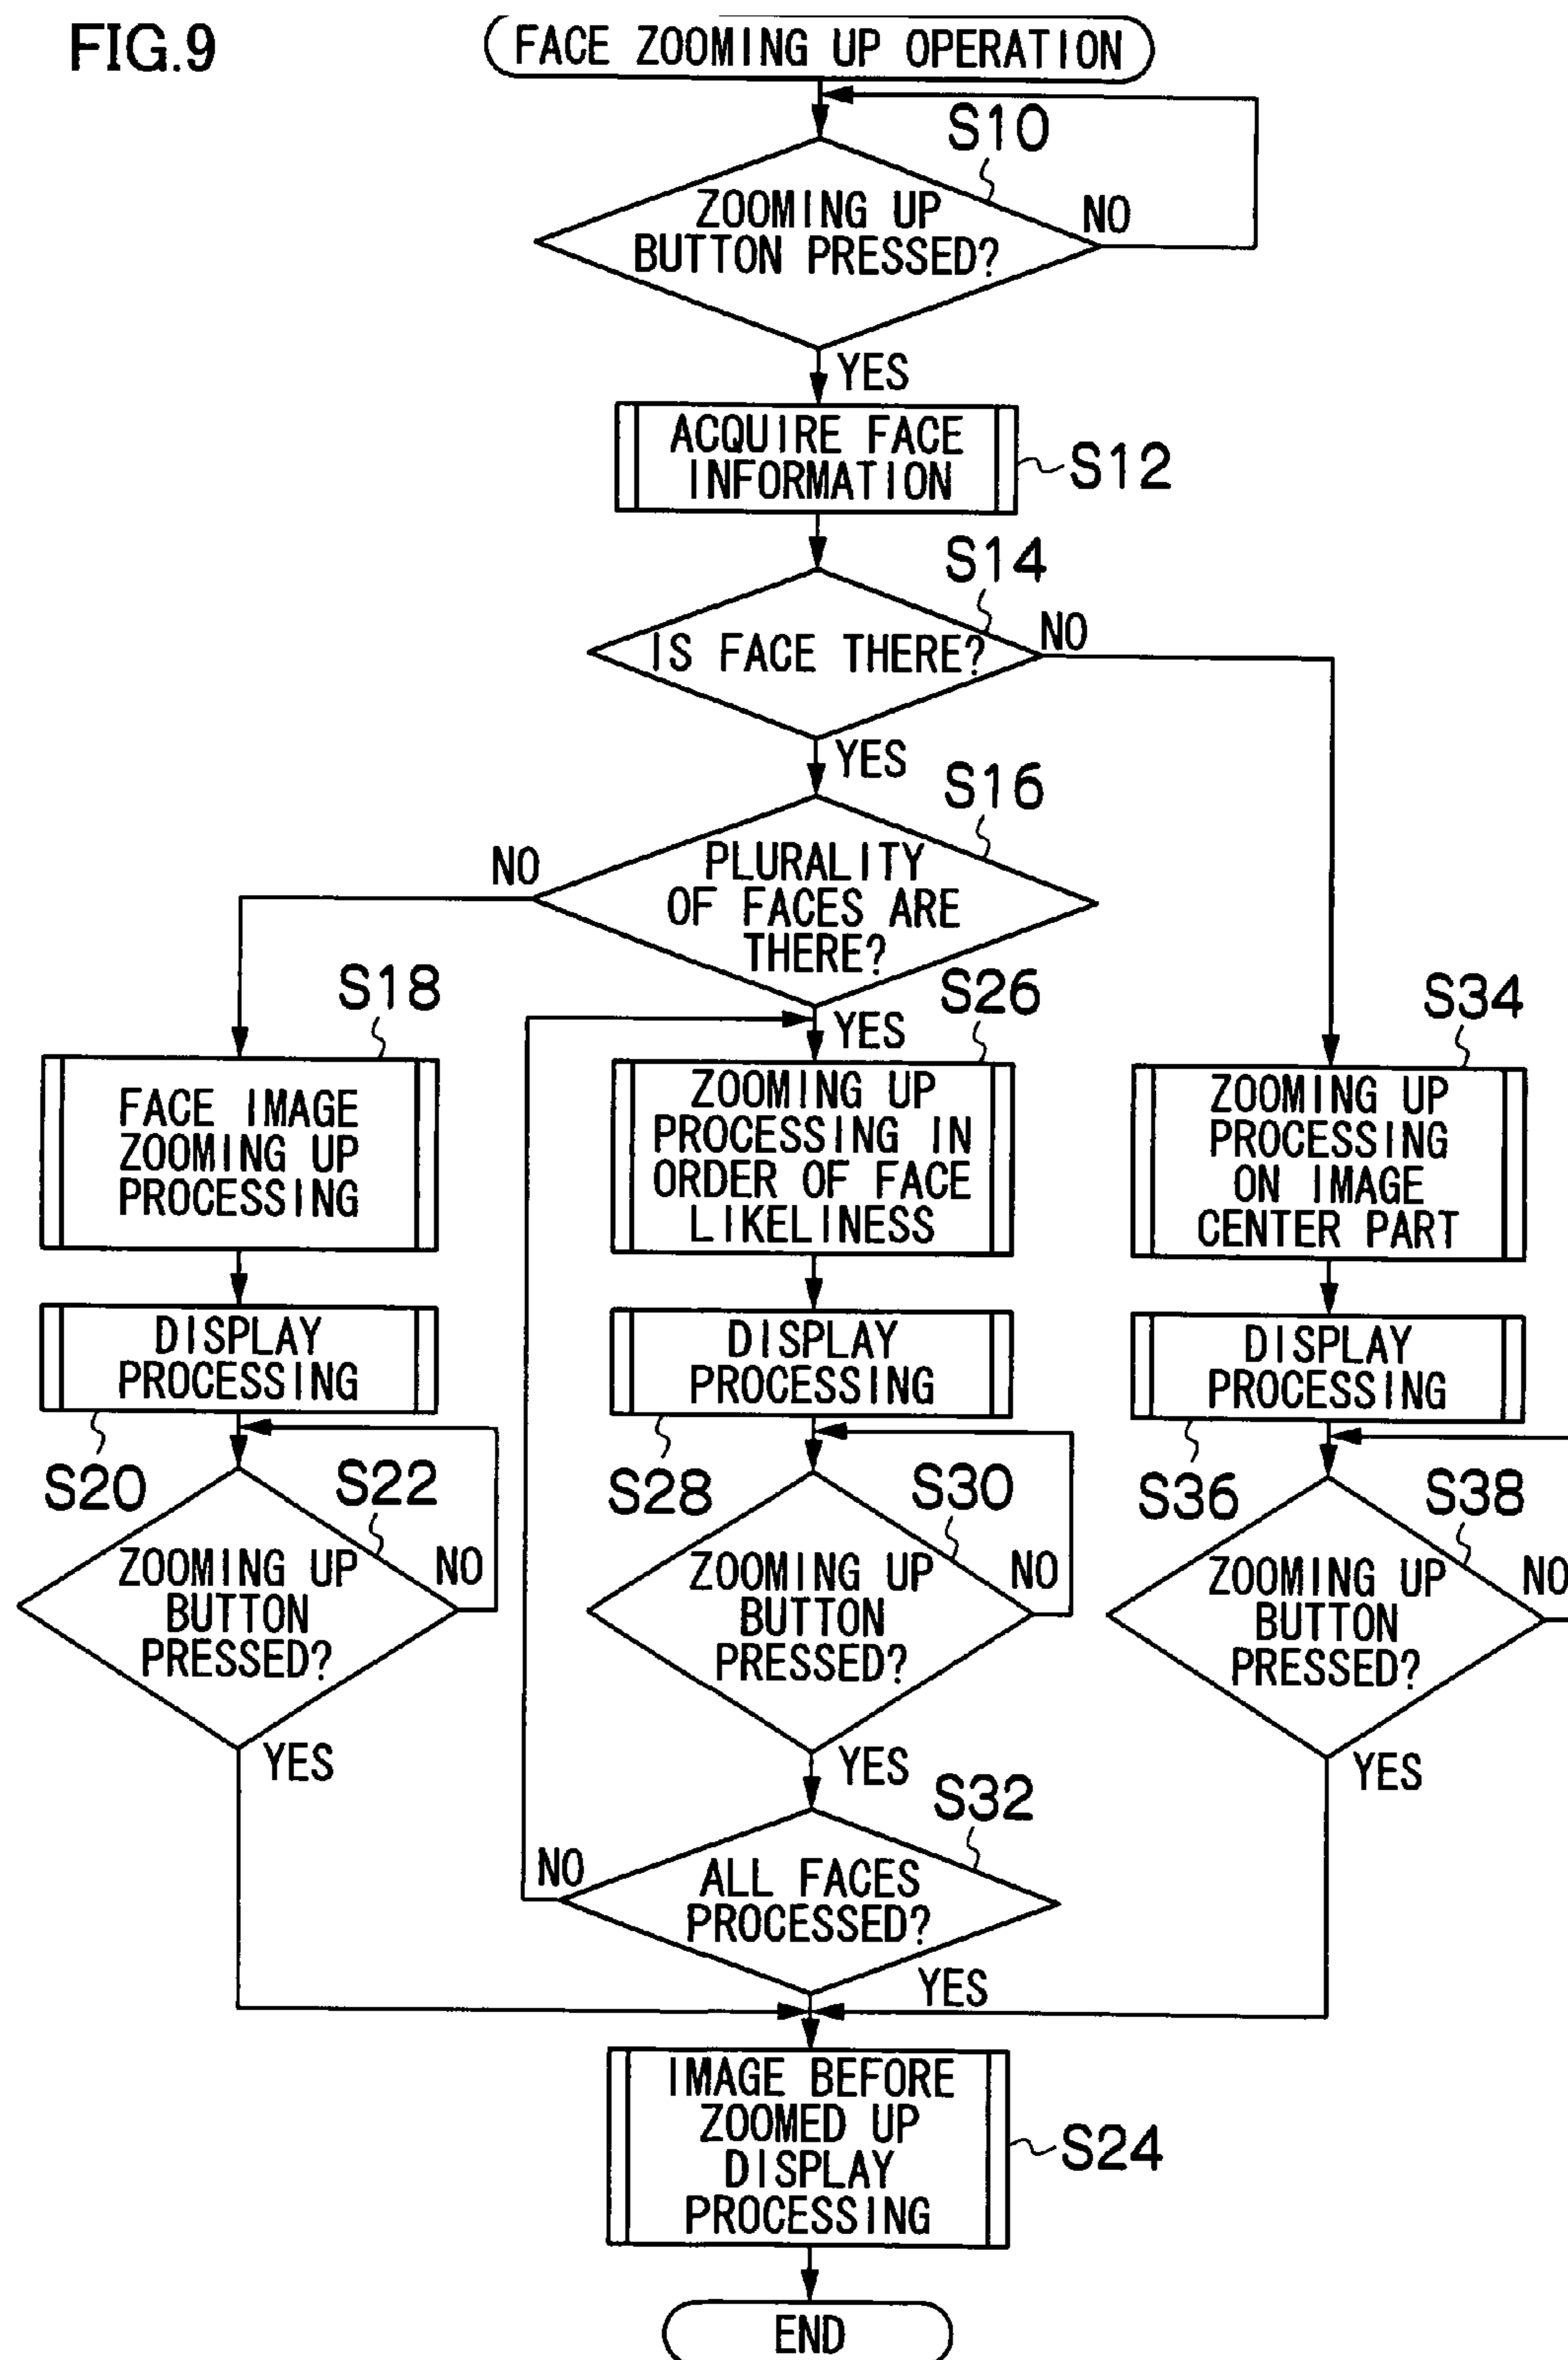 FIG.9
FACE ZOOMING UP OPERATION
S10
ZOOMING UP
BUTTON PRESSED?
NO
YES
ACQUIRE FACE
INFORMATION
S12
S14
IS FACE THERE?
NO
YES
S16
PLURALITY
OF FACES ARE
THERE?
NO
YES
S18
FACE IMAGE
ZOOMING UP
PROCESSING
DISPLAY
PROCESSING
S20
S22
ZOOMING UP
BUTTON
PRESSED?
NO
YES
S26
ZOOMING UP
PROCESSING IN
ORDER OF FACE
LIKELINESS
DISPLAY
PROCESSING
S28
S30
ZOOMING UP
BUTTON
PRESSED?
NO
YES
S32
ALL FACES
PROCESSED?
NO
YES
S34
ZOOMING UP
PROCESSING
ON IMAGE
CENTER PART
DISPLAY
PROCESSING
S36
S38
ZOOMING UP
BUTTON
PRESSED?
NO
YES
IMAGE BEFORE
ZOOMED UP
DISPLAY
PROCESSING
S24
END